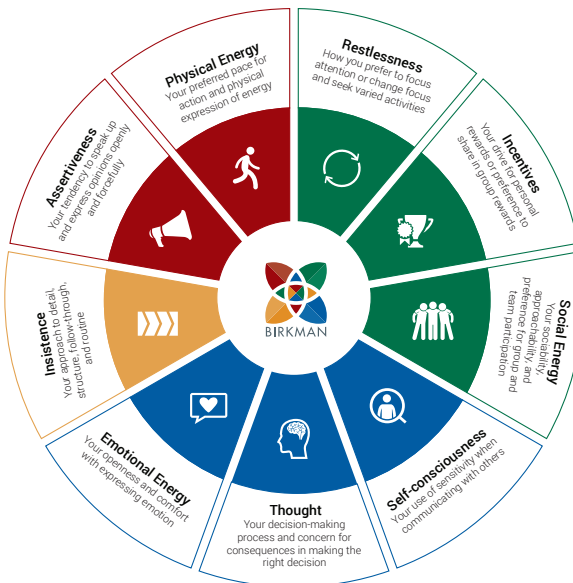 Physical Energy
Your preferred pace for
action and physical
expression of energy
Restlessness
How you prefer to focus
attention or change focus
and seek varied activities
Incentives
Your drive for personal
rewards or preference to
share in group rewards
Social Energy
Your sociability,
approachability, and
preference for group and
team participation
Self-consciousness
Your use of sensitivity when
communicating with others
Thought
Your decision-making
process and concern for
consequences in making the
right decision
Emotional Energy
Your openness and comfort
with expressing emotion
Insistence
Your approach to detail,
structure, follow-through,
and routine
Assertiveness
Your tendency to speak up
and express opinions openly
and forcefully
BIRKMAN